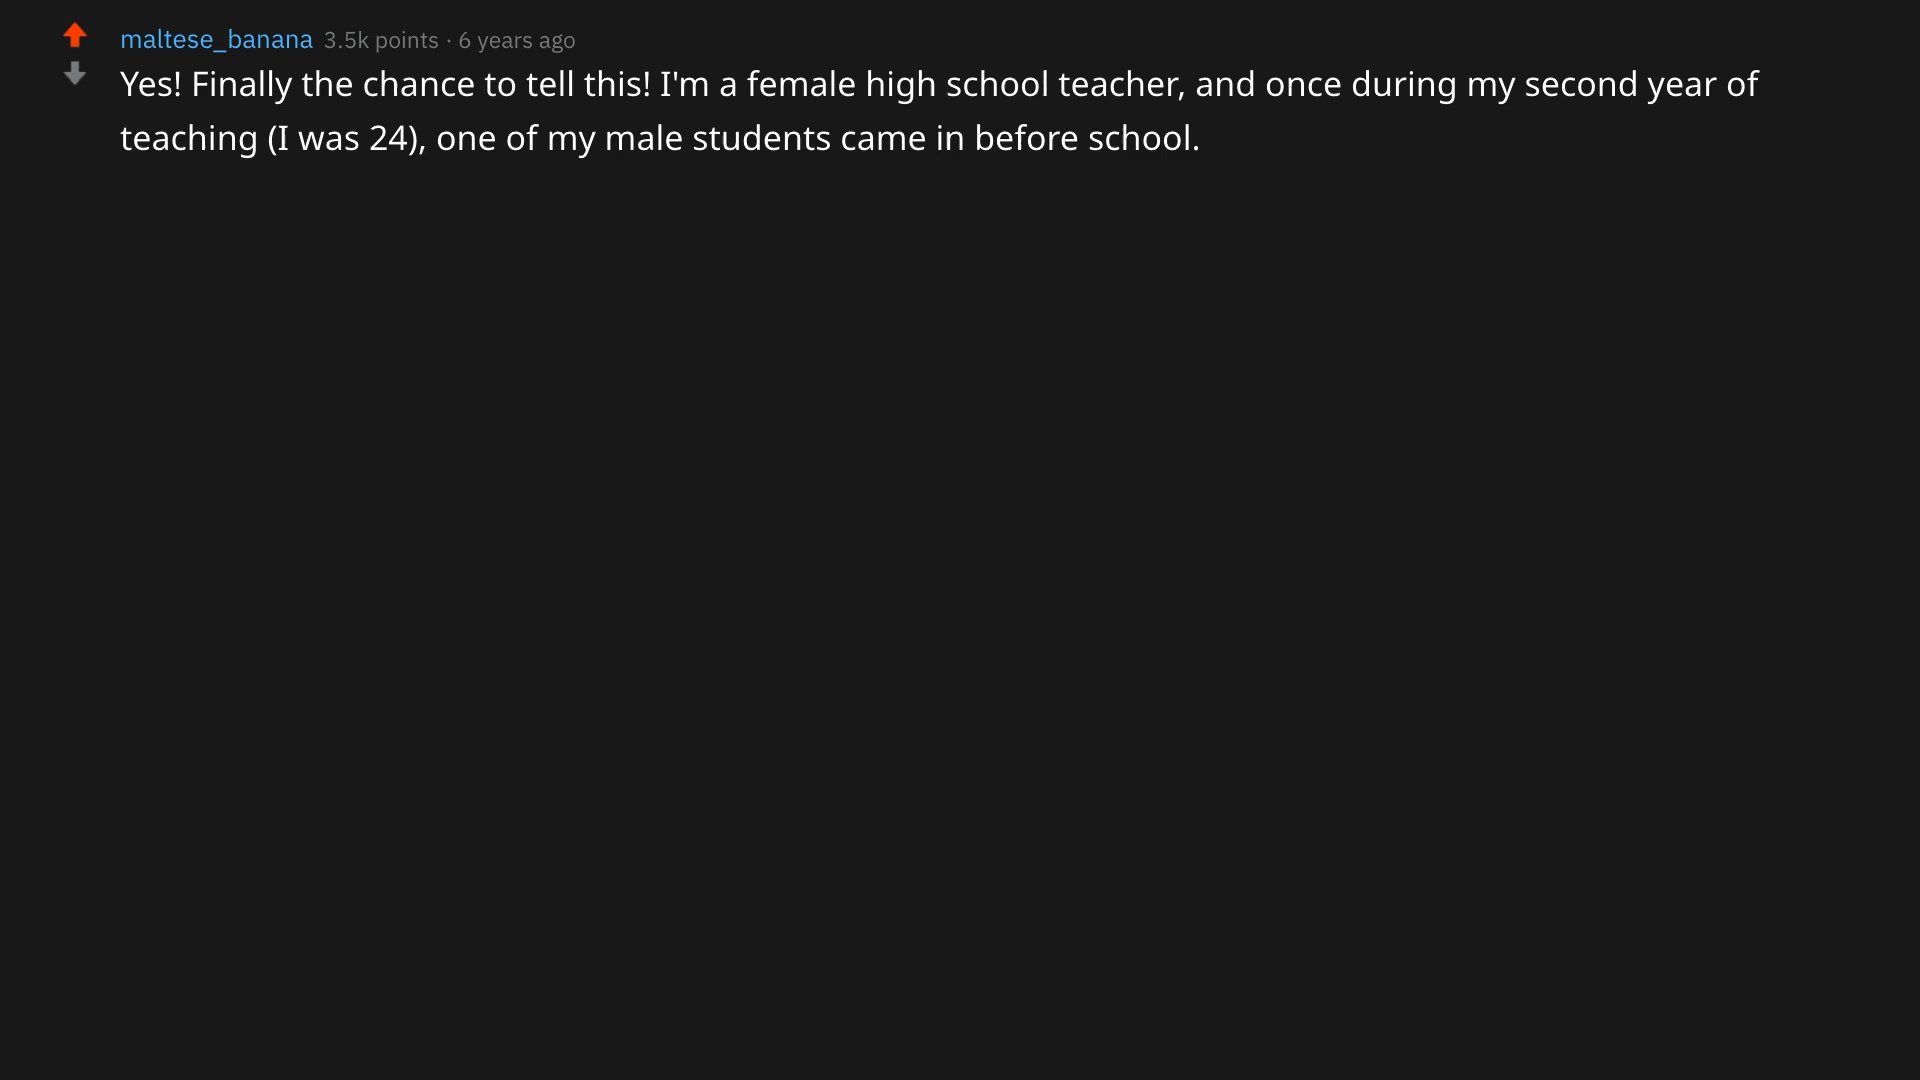 maltese_banana 3.5k points · 6 years ago
Yes! Finally the chance to tell this! I'm a female high school teacher, and once during my second year of
teaching (I was 24), one of my male students came in before school.